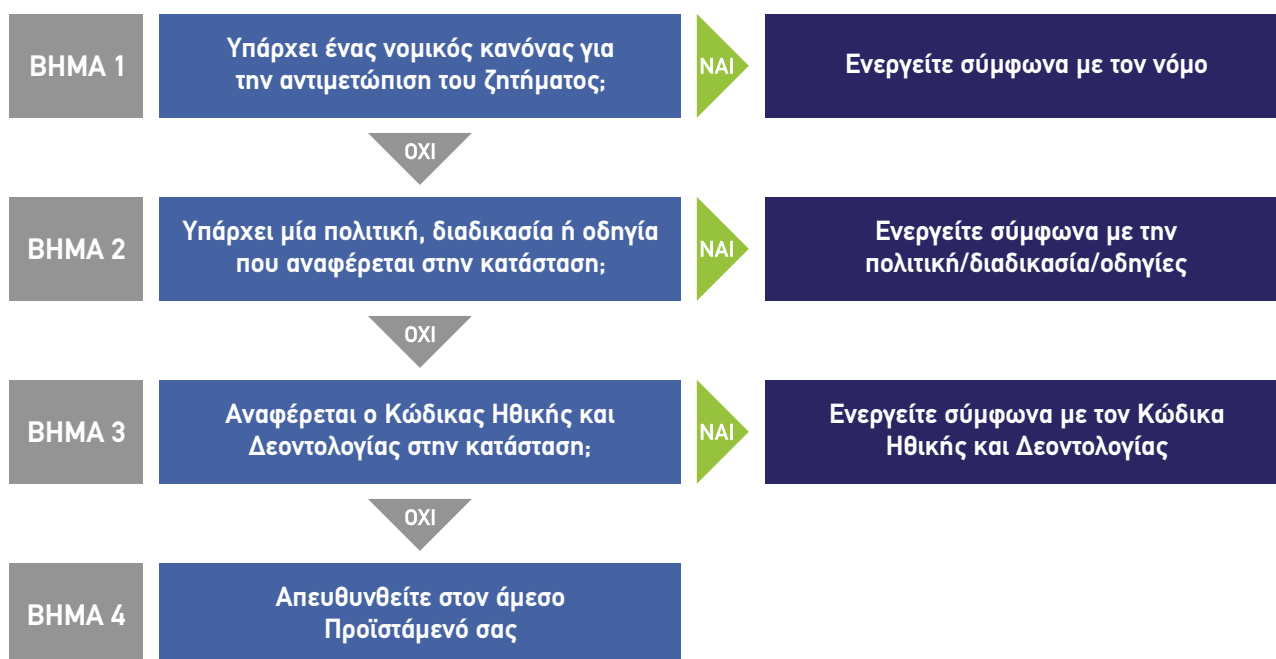 ΒΗΜΑ 1
Υπάρχει ένας νομικός κανόνας για
την αντιμετώπιση του ζητήματος;
ΝΑΙ
Ενεργείτε σύμφωνα με τον νόμο
ΟΧΙ
ΒΗΜΑ 2
Υπάρχει μία πολιτική, διαδικασία ή οδηγία
που αναφέρεται στην κατάσταση;
ΝΑΙ
Ενεργείτε σύμφωνα με την
πολιτική/διαδικασία/οδηγίες
ΟΧΙ
ΒΗΜΑ 3
Αναφέρεται ο Κώδικας Ηθικής και
Δεοντολογίας στην κατάσταση;
ΝΑΙ
Ενεργείτε σύμφωνα με τον Κώδικα
Ηθικής και Δεοντολογίας
ΟΧΙ
ΒΗΜΑ 4
Απευθυνθείτε στον άμεσο
Προϊστάμενό σας